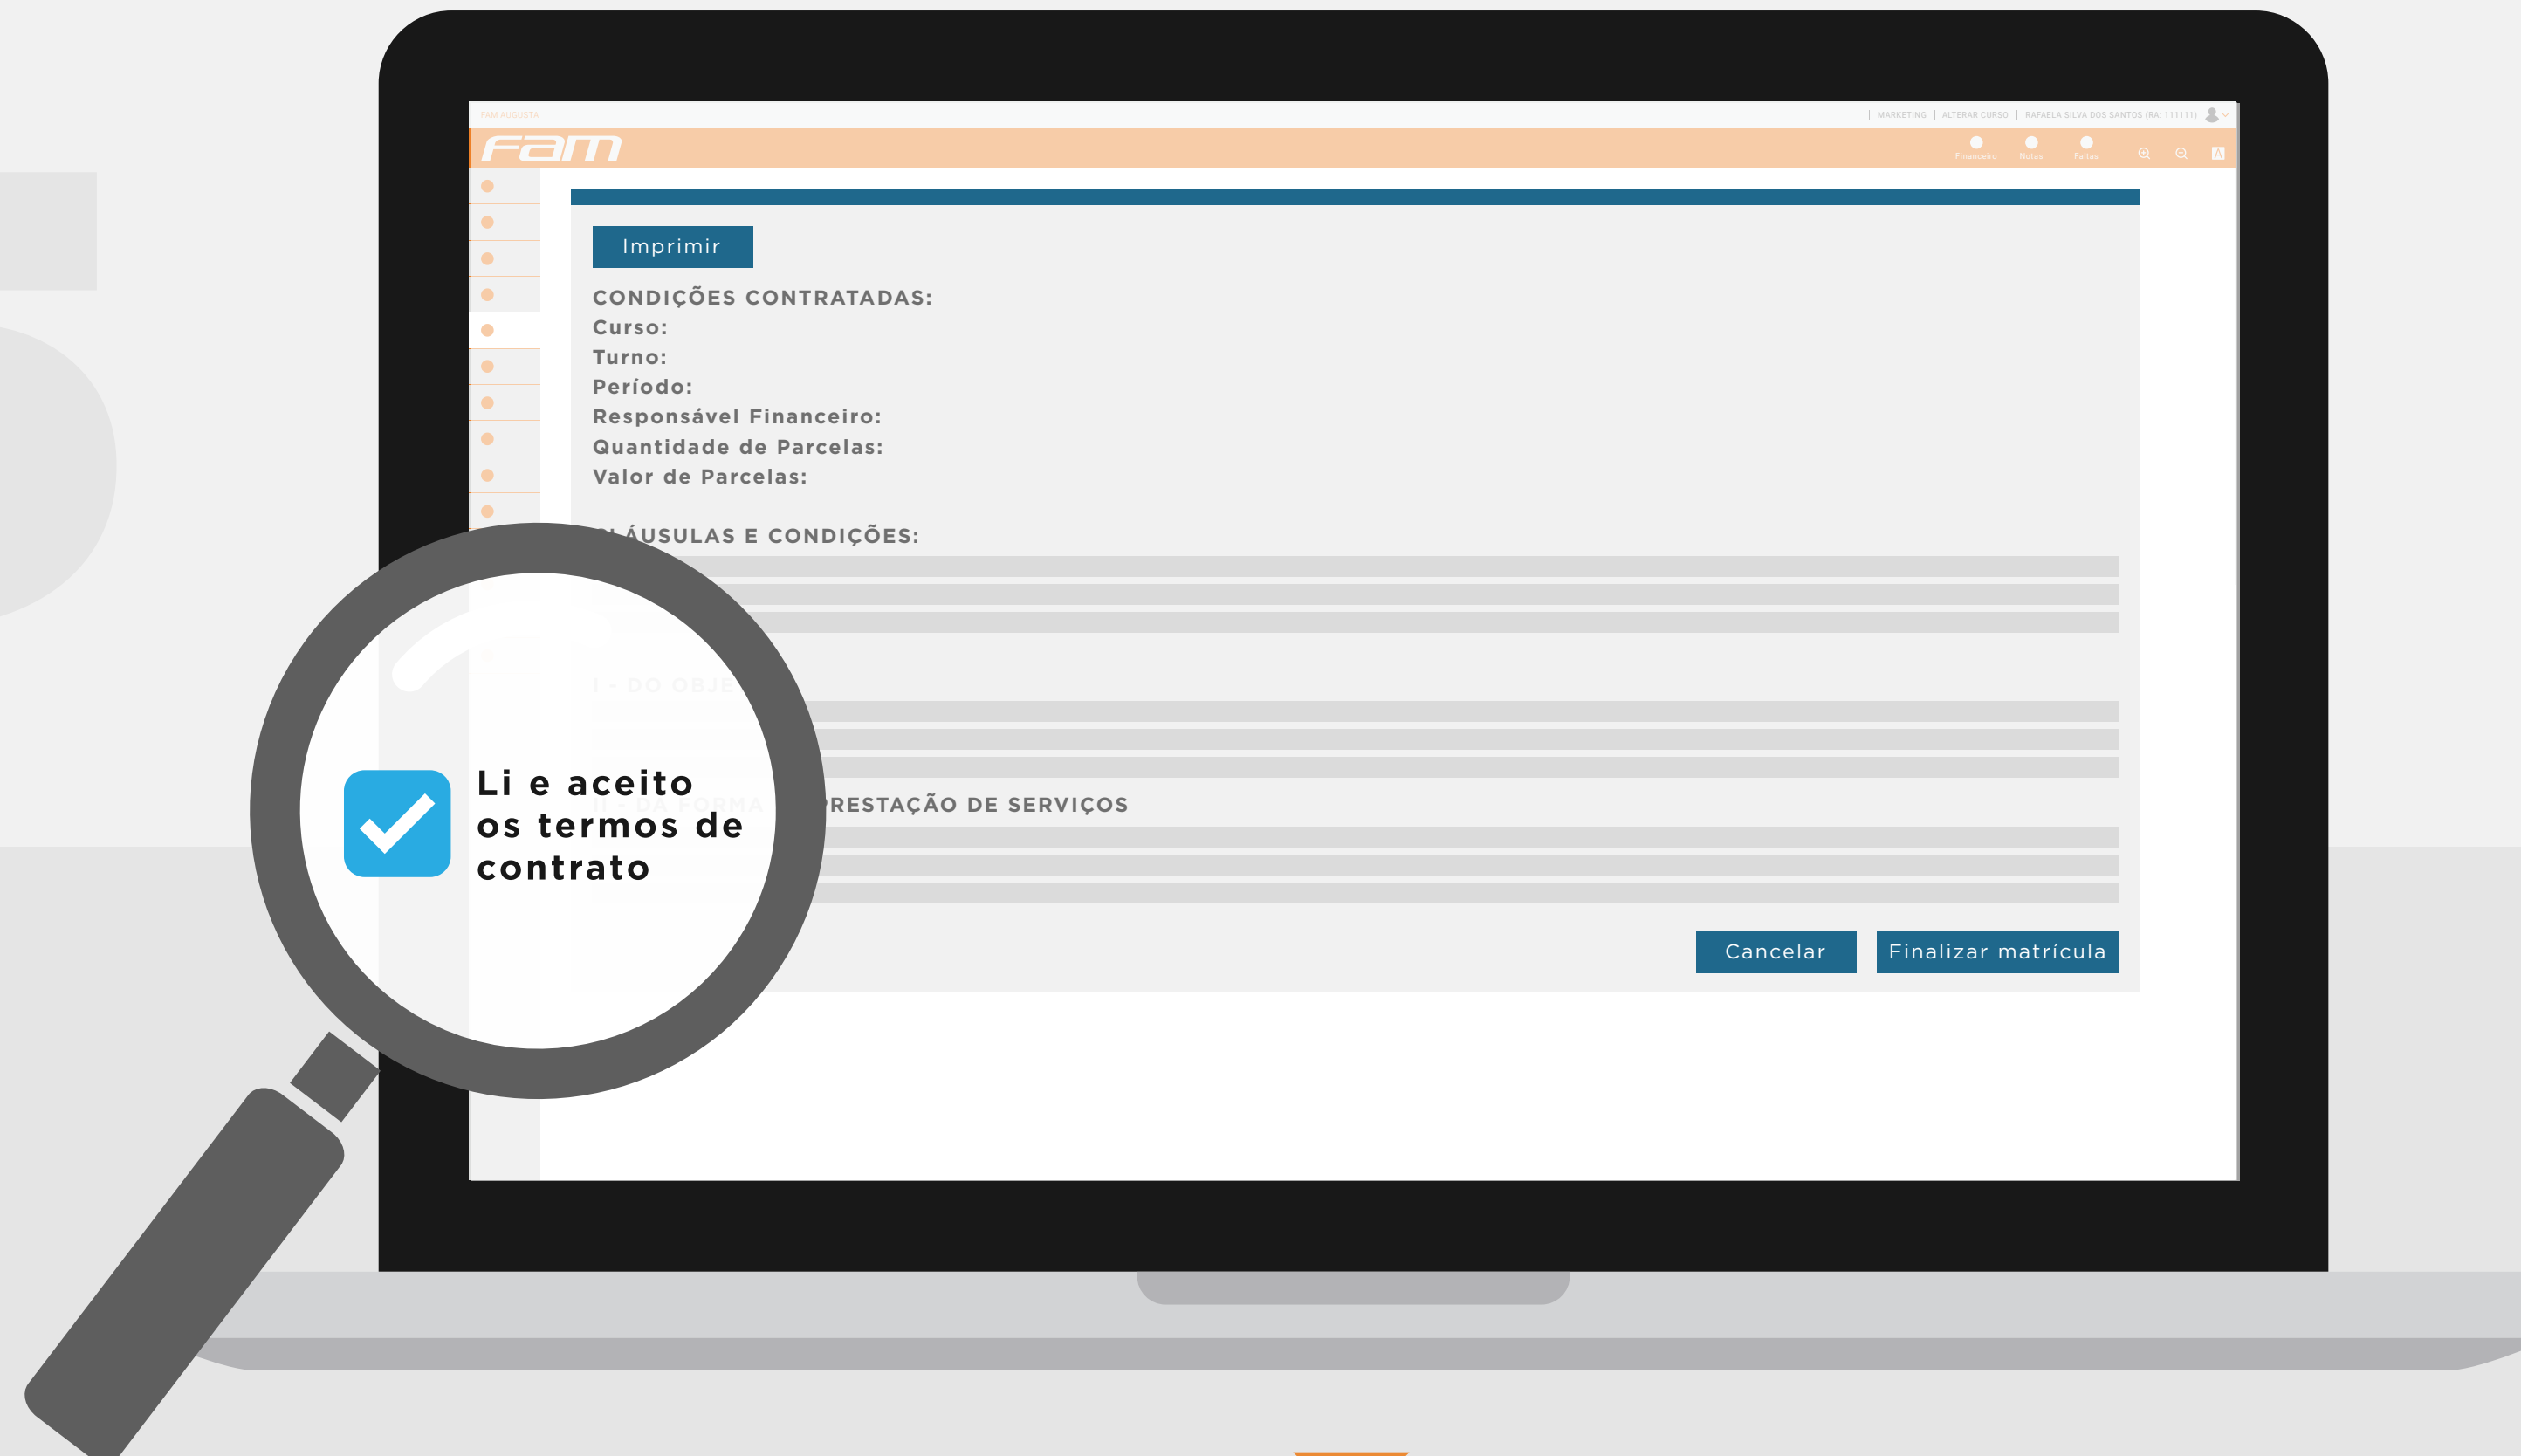 FAM AUGUSTA
MARKETING | ALTERAR CURSO | RAFAELA SILVA DOS SANTOS (RA: 111111)
Fam
Financeiro Notas Faltas
A
Imprimir
CONDIÇÕES CONTRATADAS:
Curso:
Turno:
Período:
Responsável Financeiro:
Quantidade de Parcelas:
Valor de Parcelas:
CLÁUSULAS E CONDIÇÕES:
I - DO OBJE
II - DA FORMA PRESTAÇÃO DE SERVIÇOS
Li e aceito
os termos de
contrato
Cancelar Finalizar matrícula